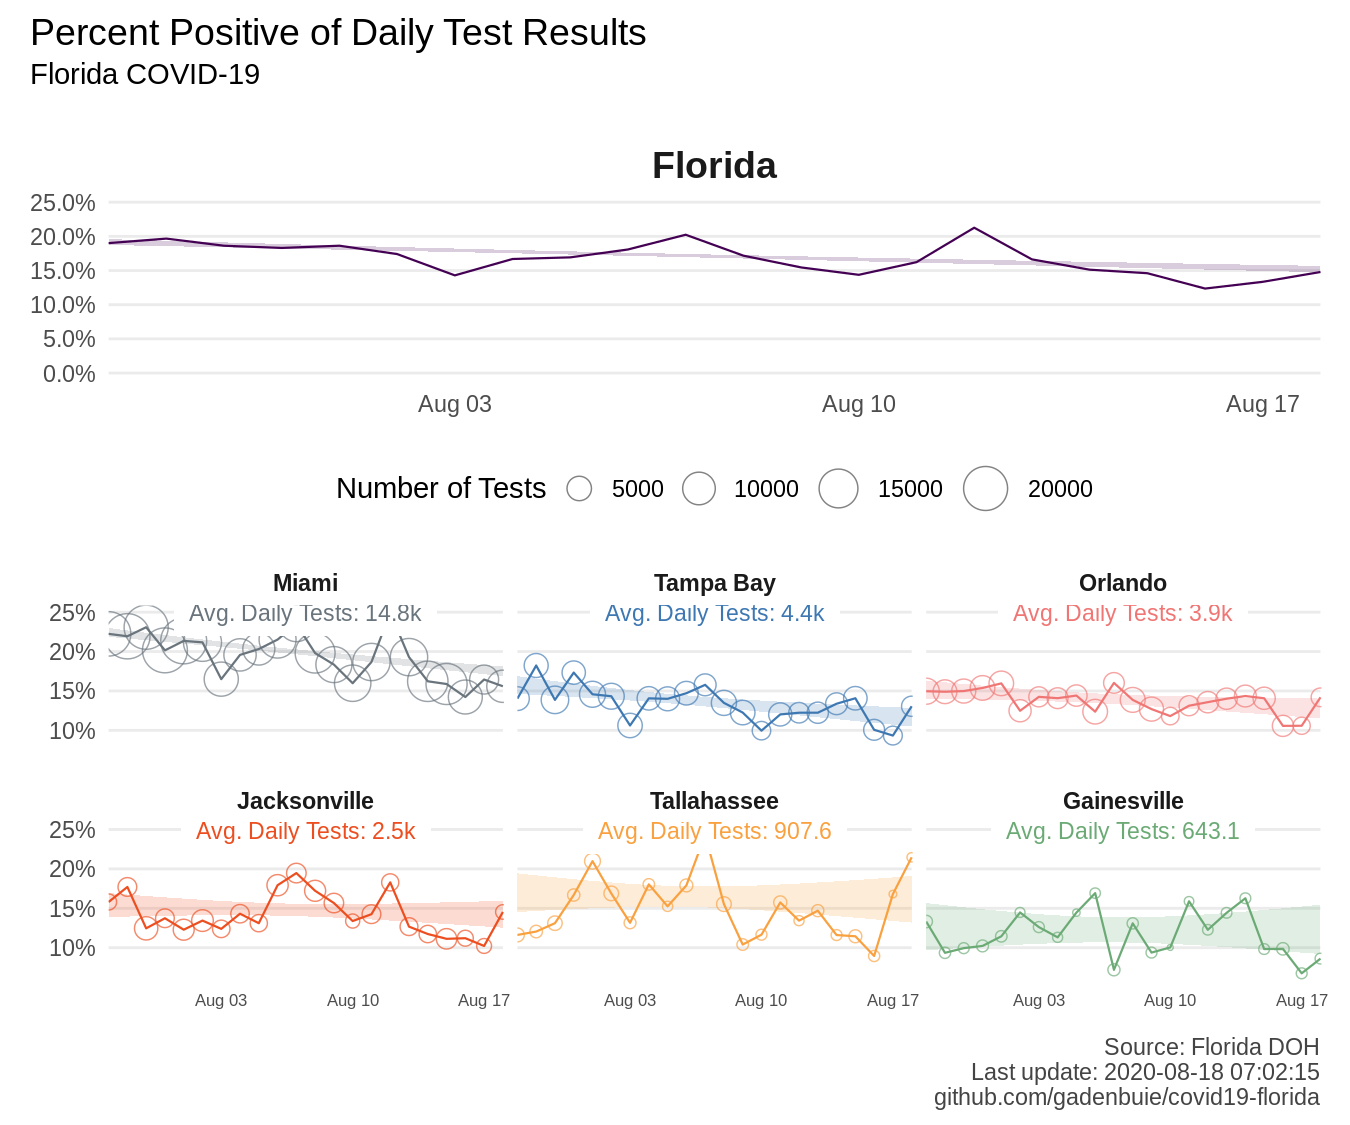 Percent Positive of Daily Test Results
Florida COVID-19
Florida
25.0%
20.0%
15.0%
10.0%
5.0%
0.0%
Aug 03 Aug 10 Aug 17
Number of Tests 5000 10000 15000 20000
Miami Tampa Bay Orlando
25% Avg. Daily Tests: 14.8k Avg. Daily Tests: 4.4k Avg. Daily Tests: 3.9k
20%
15%
10%
Jacksonville Tallahassee Gainesville
25% Avg. Daily Tests: 2.5k Avg. Daily Tests: 907.6 Avg. Daily Tests: 643.1
20%
15%
10%
Aug 03 Aug 10 Aug 17 Aug 03 Aug 10 Aug 17 Aug 03 Aug 10 Aug 17
Source: Florida DOH
Last update: 2020-08-18 07:02:15
github.com/gadenbuie/covid19-florida